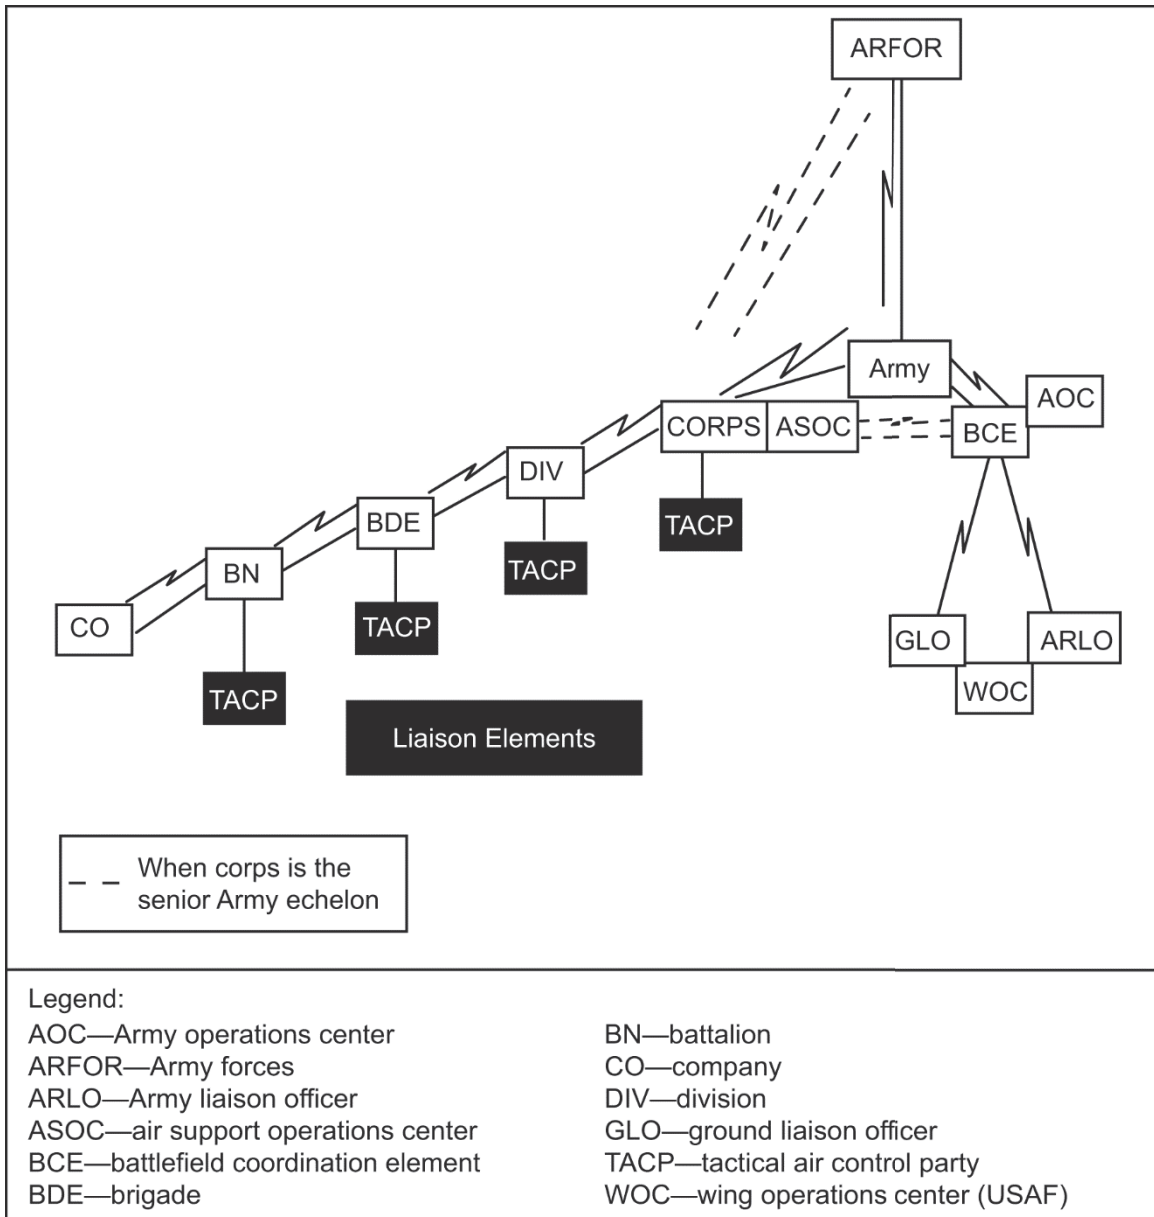 ARFOR
Army
AOC
CORPS
ASOC
BCE
DIV
TACP
BDE
TACP
BN
TACP
CO
GLO
ARLO
WOC
TACP
Liaison Elements
When corps is the
senior Army echelon
Legend:
AOC—Army operations center
ARFOR—Army forces
ARLO—Army liaison officer
ASOC—air support operations center
BCE—battlefield coordination element
BDE—brigade
BN—battalion
CO—company
DIV—division
GLO—ground liaison officer
TACP—tactical air control party
WOC—wing operations center (USAF)